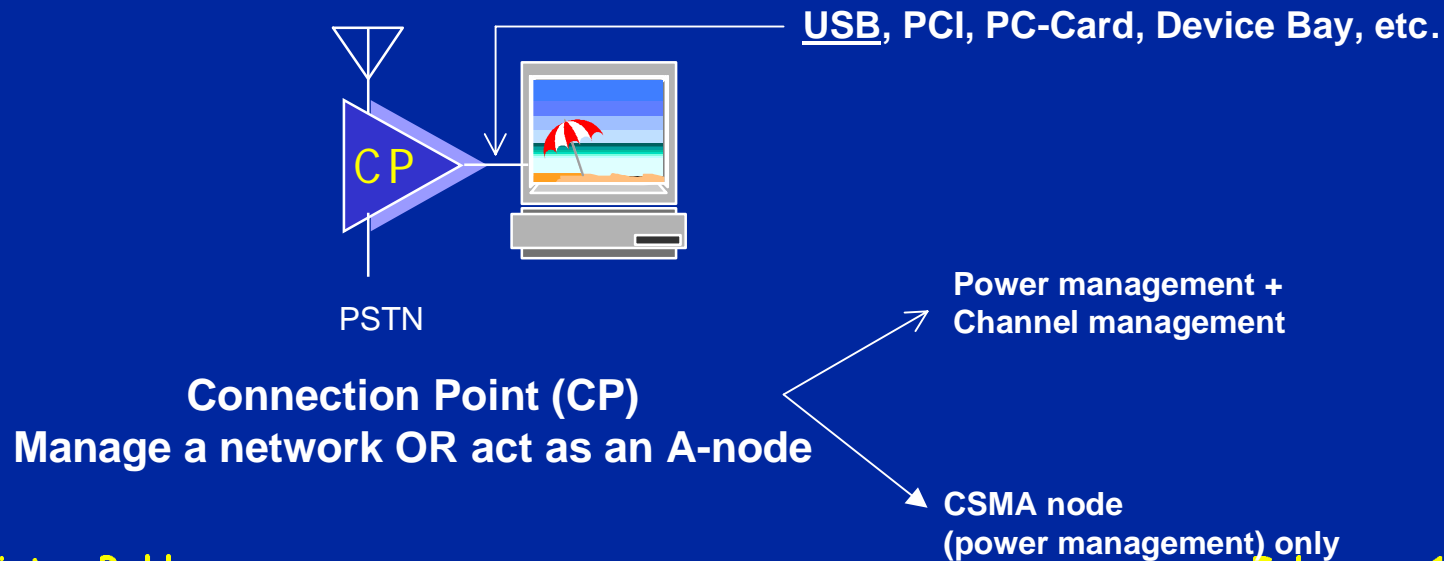 USB, PCI, PC-Card, Device Bay, etc.
CP
PSTN
Power management +
Channel management
Connection Point (CP)
Manage a network OR act as an A-node
CSMA node
(power management) only